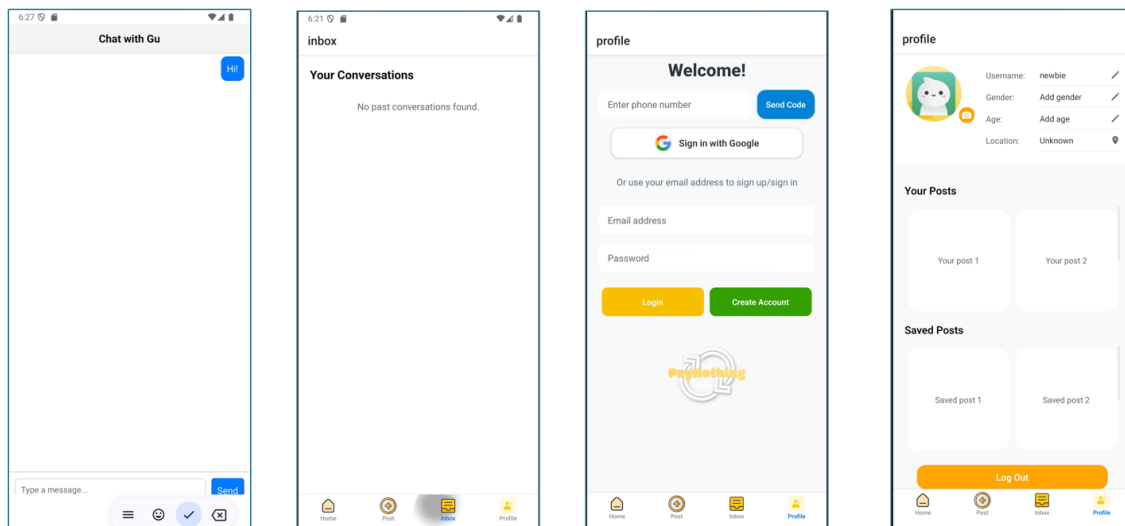 6:27
Chat with Gu
Hi!
Type a message...
Send
6:21
inbox
Your Conversations
No past conversations found.
Home
Post
Inbox
Profile
profile
Welcome!
Enter phone number
Send Code
Sign in with Google
Or use your email address to sign up/sign in
Email address
Password
Login
Create Account
PayNothing
Home
Post
Inbox
Profile
profile
Username: newbie
Gender: Add gender
Age: Add age
Location: Unknown
Your Posts
Your post 1
Your post 2
Saved Posts
Saved post 1
Saved post 2
Log Out
Home
Post
Inbox
Profile